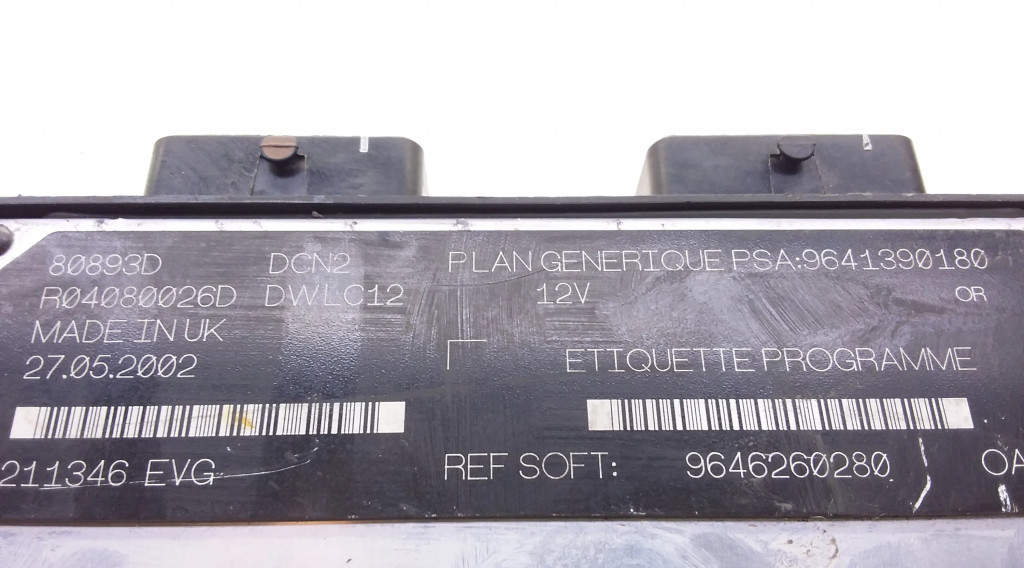 80893D DCN2 PLAN GENERIQUE PSA:9641390180
R04080026D DWLC12 12V OR
MADE IN UK
27.05.2002 ETIQUETTE PROGRAMME
211346 EVG REF SOFT: 9646260280 OA